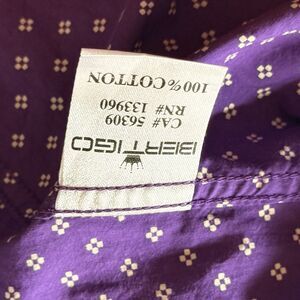 BERTIGO
CA# 56309
RN# 133960
100% COTTON